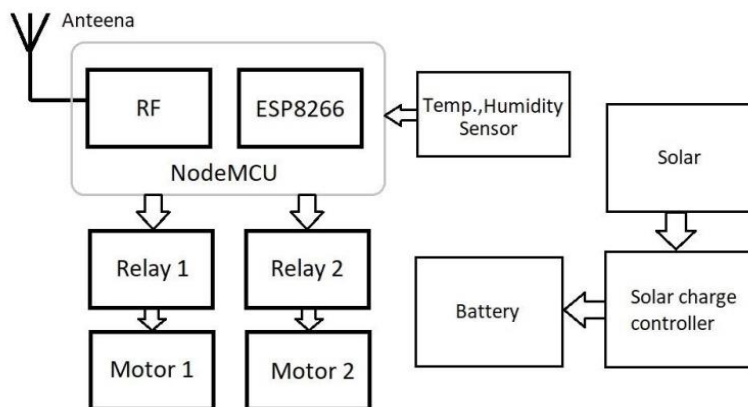 Anteena
RF
ESP8266
NodeMCU
Temp.,Humidity
Sensor
Solar
Relay 1
Relay 2
Battery
Solar charge
controller
Motor 1
Motor 2